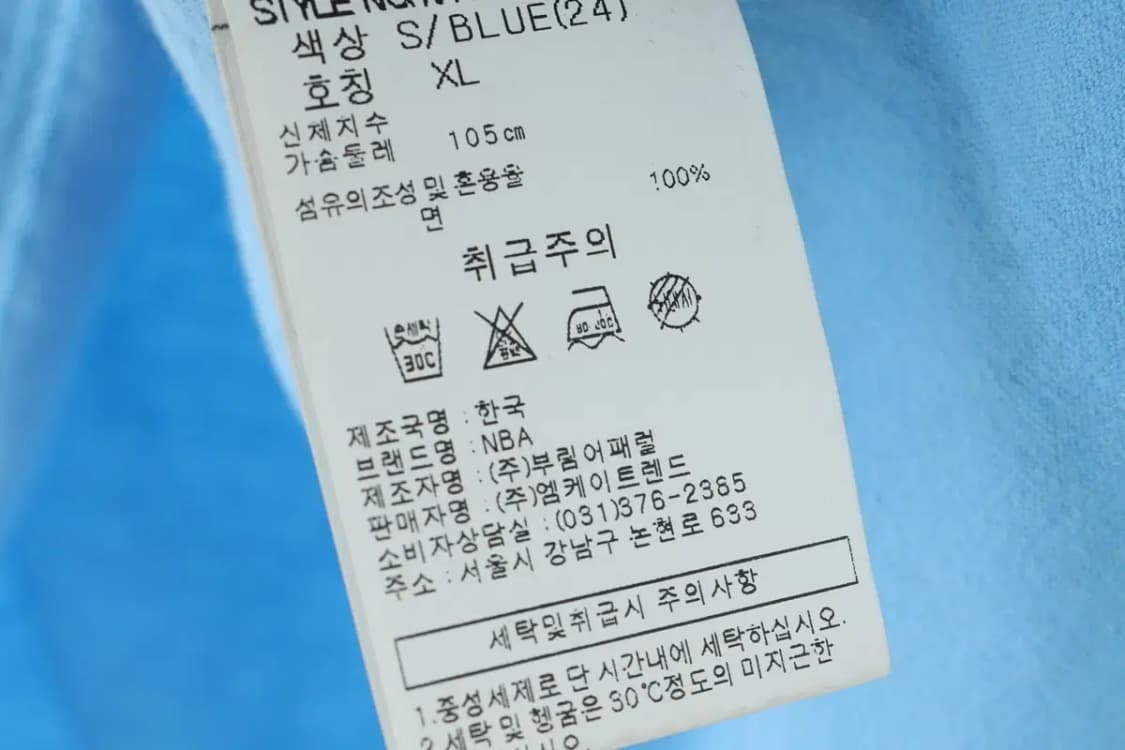 STYLE NO
색상 S/BLUE(24)
호칭 XL
신체치수
가슴둘레 105cm
섬유의조성 및 혼용율 100%
면
취급주의
손세탁
30C
제조국명 : 한국
브랜드명 : NBA
제조자명 : (주)부림어패럴
판매자명 : (주)엠케이트렌드
소비자상담실 : (031)376-2365
주소 : 서울시 강남구 논현로 633
세탁및취급시 주의사항
1.중성세제로 단 시간내에 세탁하십시오.
2.세탁 및 헹굼은 30℃정도의 미지근한